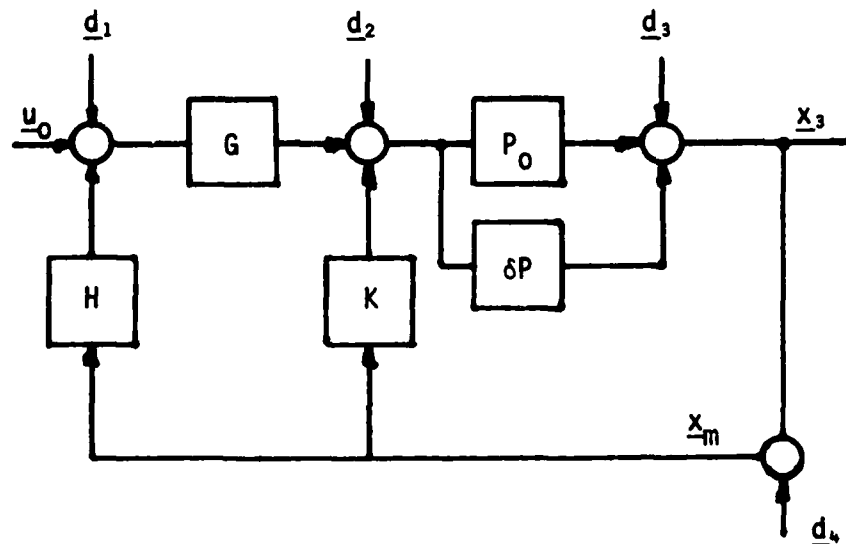 d₁
d₂
d₃
u₀
G
P₀
x₃
δP
H
K
xₘ
d₄